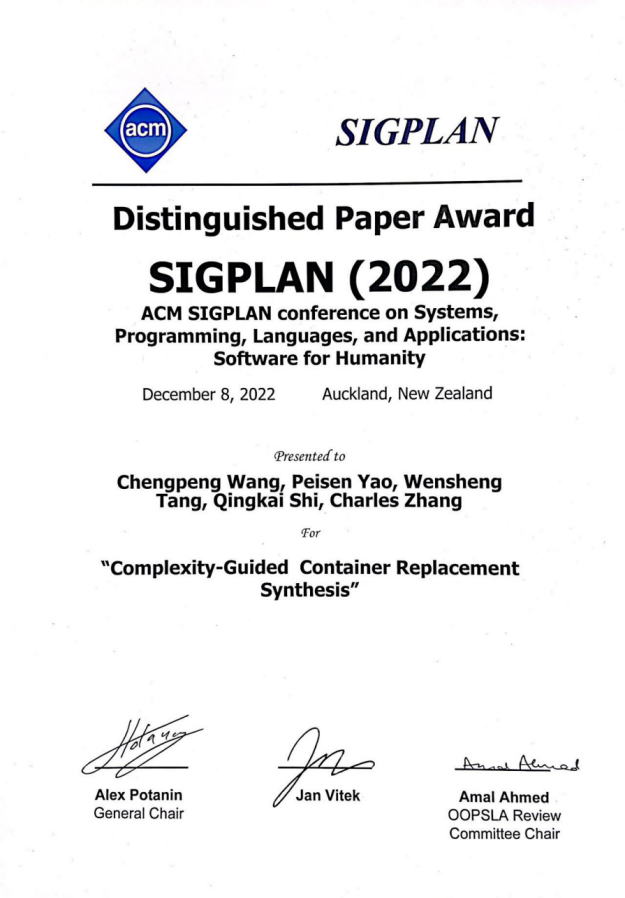 acm
SIGPLAN
Distinguished Paper Award
SIGPLAN (2022)
ACM SIGPLAN conference on Systems,
Programming, Languages, and Applications:
Software for Humanity
December 8, 2022 Auckland, New Zealand
Presented to
Chengpeng Wang, Peisen Yao, Wensheng
Tang, Qingkai Shi, Charles Zhang
For
“Complexity-Guided Container Replacement
Synthesis”
Amal Ahmed
Alex Potanin Jan Vitek Amal Ahmed
General Chair OOPSLA Review
Committee Chair